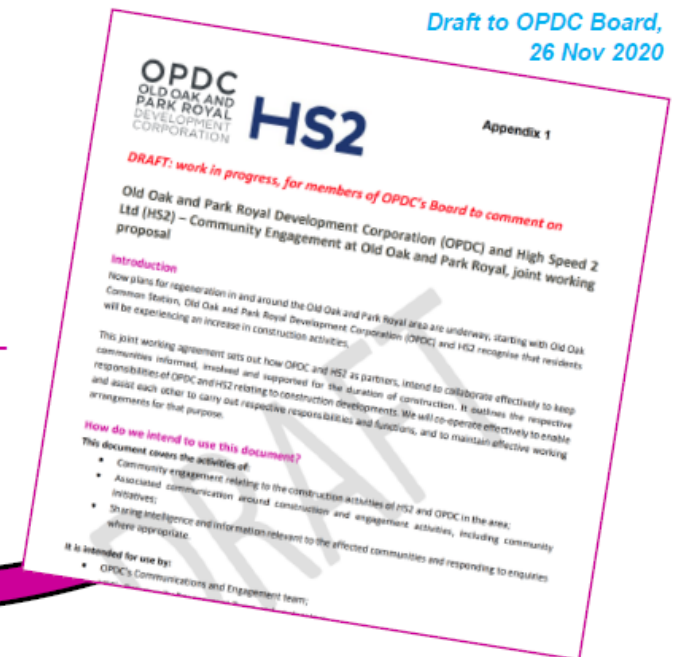 Draft to OPDC Board,
26 Nov 2020
OPDC
OLD OAK AND
PARK ROYAL
DEVELOPMENT
CORPORATION
HS2
Appendix 1
DRAFT: work in progress, for members of OPDC's Board to comment on
Old Oak and Park Royal Development Corporation (OPDC) and High Speed 2
Ltd (HS2) – Community Engagement at Old Oak and Park Royal, joint working
proposal
Introduction
Now plans for regeneration in and around the Old Oak and Park Royal area are underway, starting with Old Oak
Common Station, Old Oak and Park Royal Development Corporation (OPDC) and HS2 recognise that residents
will be experiencing an increase in construction activities.
This joint working agreement sets out how OPDC and HS2 as partners, intend to collaborate effectively to keep
communities informed, involved and supported for the duration of construction. It outlines the respective
responsibilities of OPDC and HS2 relating to construction developments. We will co-operate effectively to enable
and assist each other to carry out respective responsibilities and functions, and to maintain effective working
arrangements for that purpose.
How do we intend to use this document?
This document covers the activities of:
• Community engagement relating to the construction activities of HS2 and OPDC in the area;
• Associated communication around construction and engagement activities, including community
initiatives;
• Sharing intelligence and information relevant to the affected communities and responding to enquiries
where appropriate.
It is intended for use by:
• OPDC's Communications and Engagement team;
DRAFT